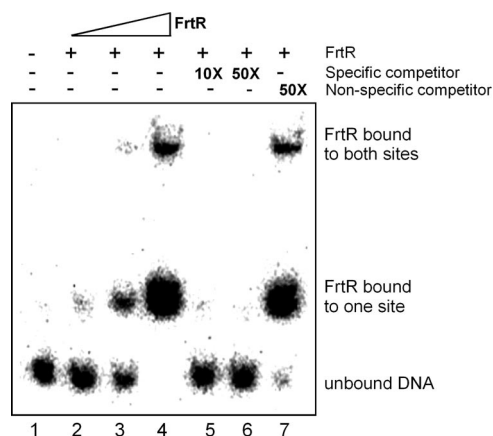 FrtR
- + + + + + + FrtR
- - - - 10X 50X - Specific competitor
- - - - - - 50X Non-specific competitor
FrtR bound
to both sites
FrtR bound
to one site
unbound DNA
1 2 3 4 5 6 7